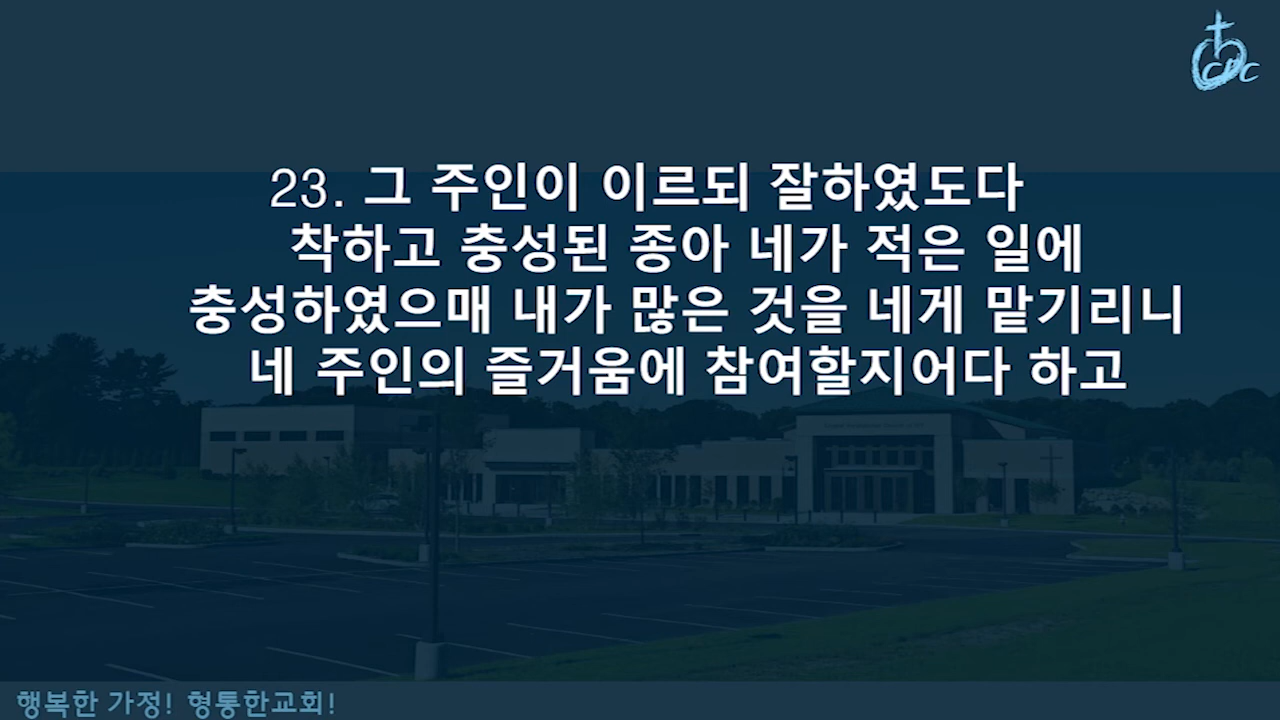 CPC
23. 그 주인이 이르되 잘하였도다
착하고 충성된 종아 네가 적은 일에
충성하였으매 내가 많은 것을 네게 맡기리니
네 주인의 즐거움에 참여할지어다 하고
행복한 가정! 형통한교회!